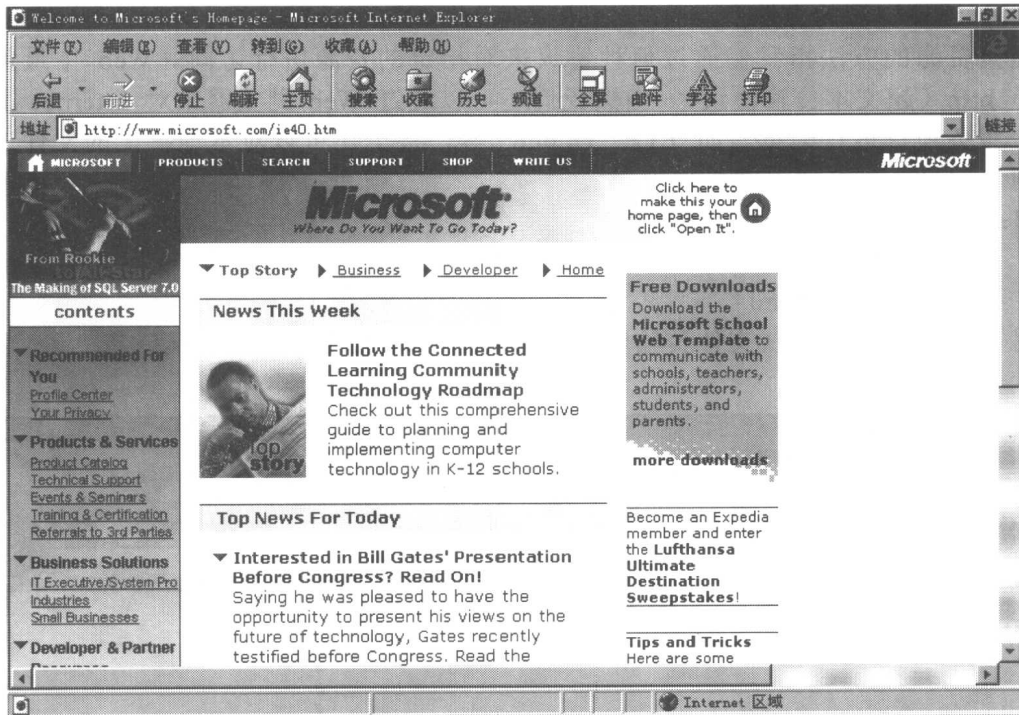 Welcome to Microsoft's Homepage - Microsoft Internet Explorer
文件(F) 编辑(E) 查看(V) 转到(G) 收藏(A) 帮助(H)
后退 前进 停止 刷新 主页 搜索 收藏 历史 频道 全屏 邮件 字体 打印
地址 http://www.microsoft.com/ie40.htm 链接
MICROSOFT PRODUCTS SEARCH SUPPORT SHOP WRITE US Microsoft
From Rookie
to All-Star
The Making of SQL Server 7.0
contents
Recommended For
You
Profile Center
Your Privacy
Products & Services
Product Catalog
Technical Support
Events & Seminars
Training & Certification
Referrals to 3rd Parties
Business Solutions
IT Executive/System Pro
Industries
Small Businesses
Developer & Partner
Resources
Microsoft
Where Do You Want To Go Today?
Top Story Business Developer Home
News This Week
Top
story
Follow the Connected
Learning Community
Technology Roadmap
Check out this comprehensive
guide to planning and
implementing computer
technology in K-12 schools.
Top News For Today
Interested in Bill Gates' Presentation
Before Congress? Read On!
Saying he was pleased to have the
opportunity to present his views on the
future of technology, Gates recently
testified before Congress. Read the
Click here to
make this your
home page, then
click "Open It".
Free Downloads
Download the
Microsoft School
Web Template to
communicate with
schools, teachers,
administrators,
students, and
parents.
more downloads
Become an Expedia
member and enter
the Lufthansa
Ultimate
Destination
Sweepstakes!
Tips and Tricks
Here are some
Internet 区域